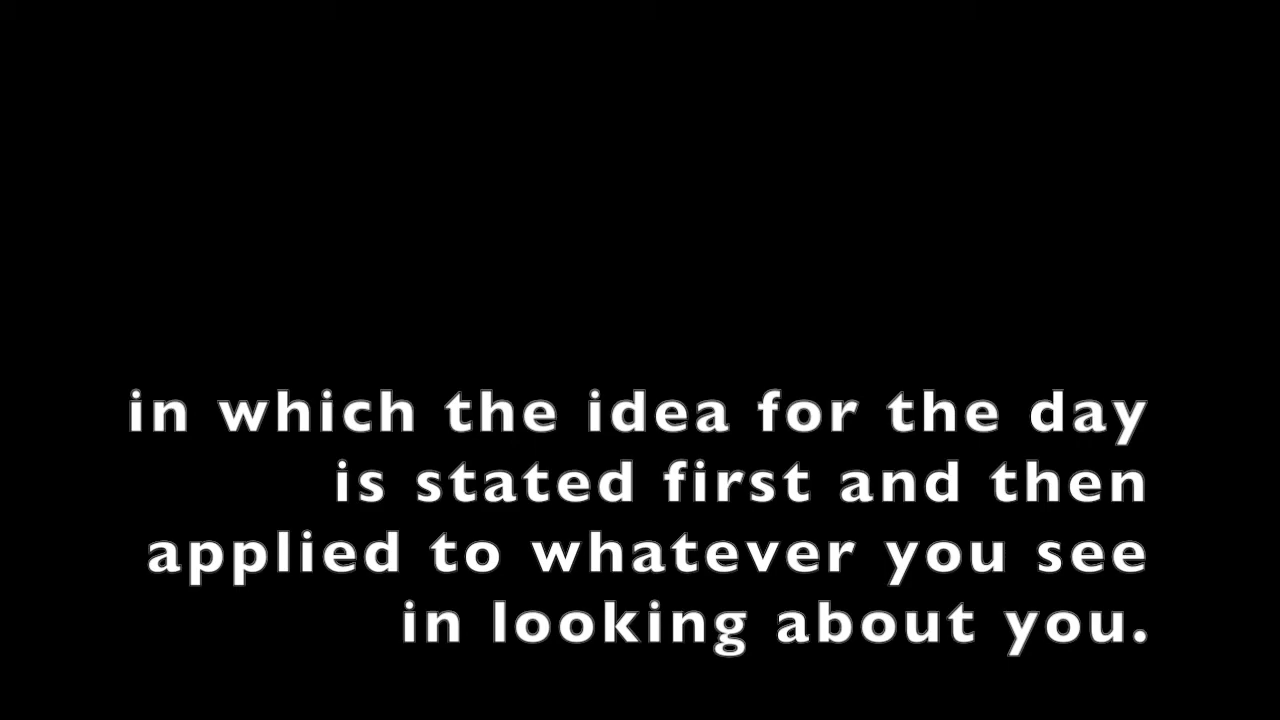 in which the idea for the day
is stated first and then
applied to whatever you see
in looking about you.